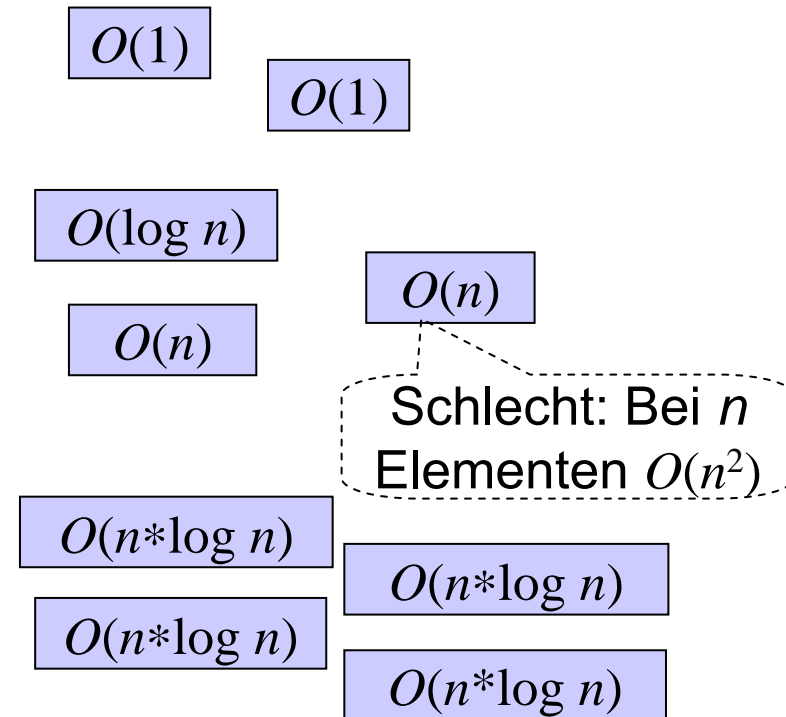 O(1)
O(1)
O(log n)
O(n)
O(n)
Schlecht: Bei n
Elementen O(n²)
O(n*log n)
O(n*log n)
O(n*log n)
O(n*log n)